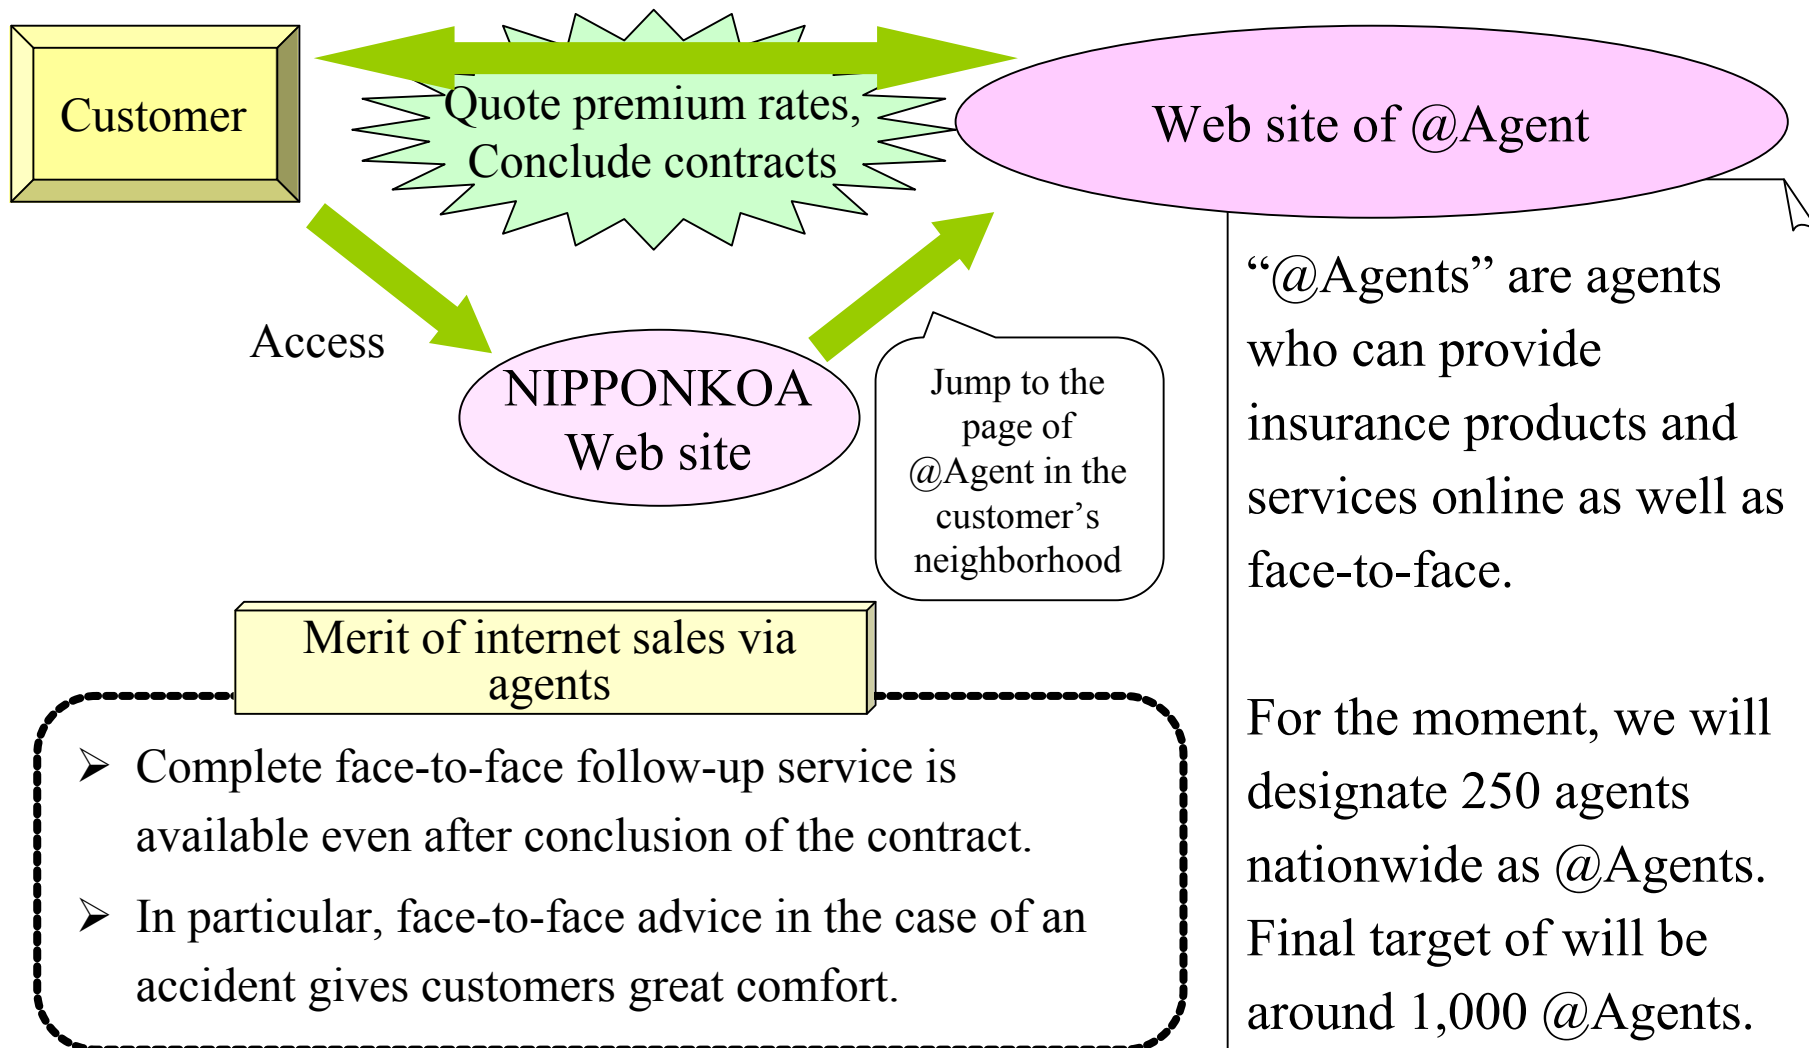 Customer
Quote premium rates,
Conclude contracts
Web site of @Agent
Access
NIPPONKOA
Web site
Jump to the
page of
@Agent in the
customer’s
neighborhood
“@Agents” are agents
who can provide
insurance products and
services online as well as
face-to-face.
For the moment, we will
designate 250 agents
nationwide as @Agents.
Final target of will be
around 1,000 @Agents.
Merit of internet sales via
agents
➢ Complete face-to-face follow-up service is
available even after conclusion of the contract.
➢ In particular, face-to-face advice in the case of an
accident gives customers great comfort.